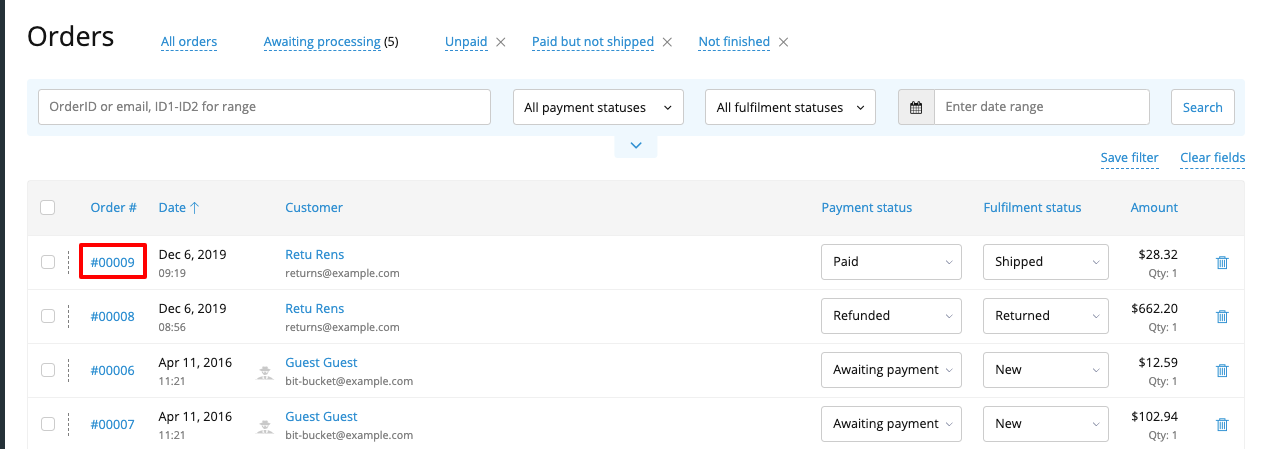 Orders All orders Awaiting processing (5) Unpaid Paid but not shipped Not finished
OrderID or email, ID1-ID2 for range All payment statuses All fulfilment statuses Enter date range Search
Save filter Clear fields
Order # Date Customer Payment status Fulfilment status Amount
#00009 Dec 6, 2019 Retu Rens Paid Shipped $28.32
09:19 returns@example.com Qty: 1
#00008 Dec 6, 2019 Retu Rens Refunded Returned $662.20
08:56 returns@example.com Qty: 1
#00006 Apr 11, 2016 Guest Guest Awaiting payment New $12.59
11:21 bit-bucket@example.com Qty: 1
#00007 Apr 11, 2016 Guest Guest Awaiting payment New $102.94
11:21 bit-bucket@example.com Qty: 1